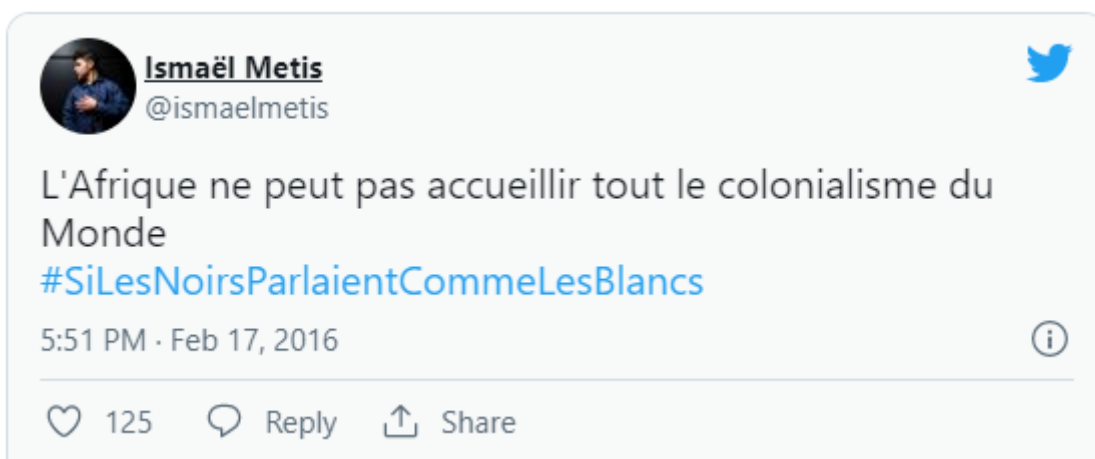 Ismaël Metis
@ismaelmetis
L'Afrique ne peut pas accueillir tout le colonialisme du
Monde
#SiLesNoirsParlaientCommeLesBlancs
5:51 PM · Feb 17, 2016
125 Reply Share